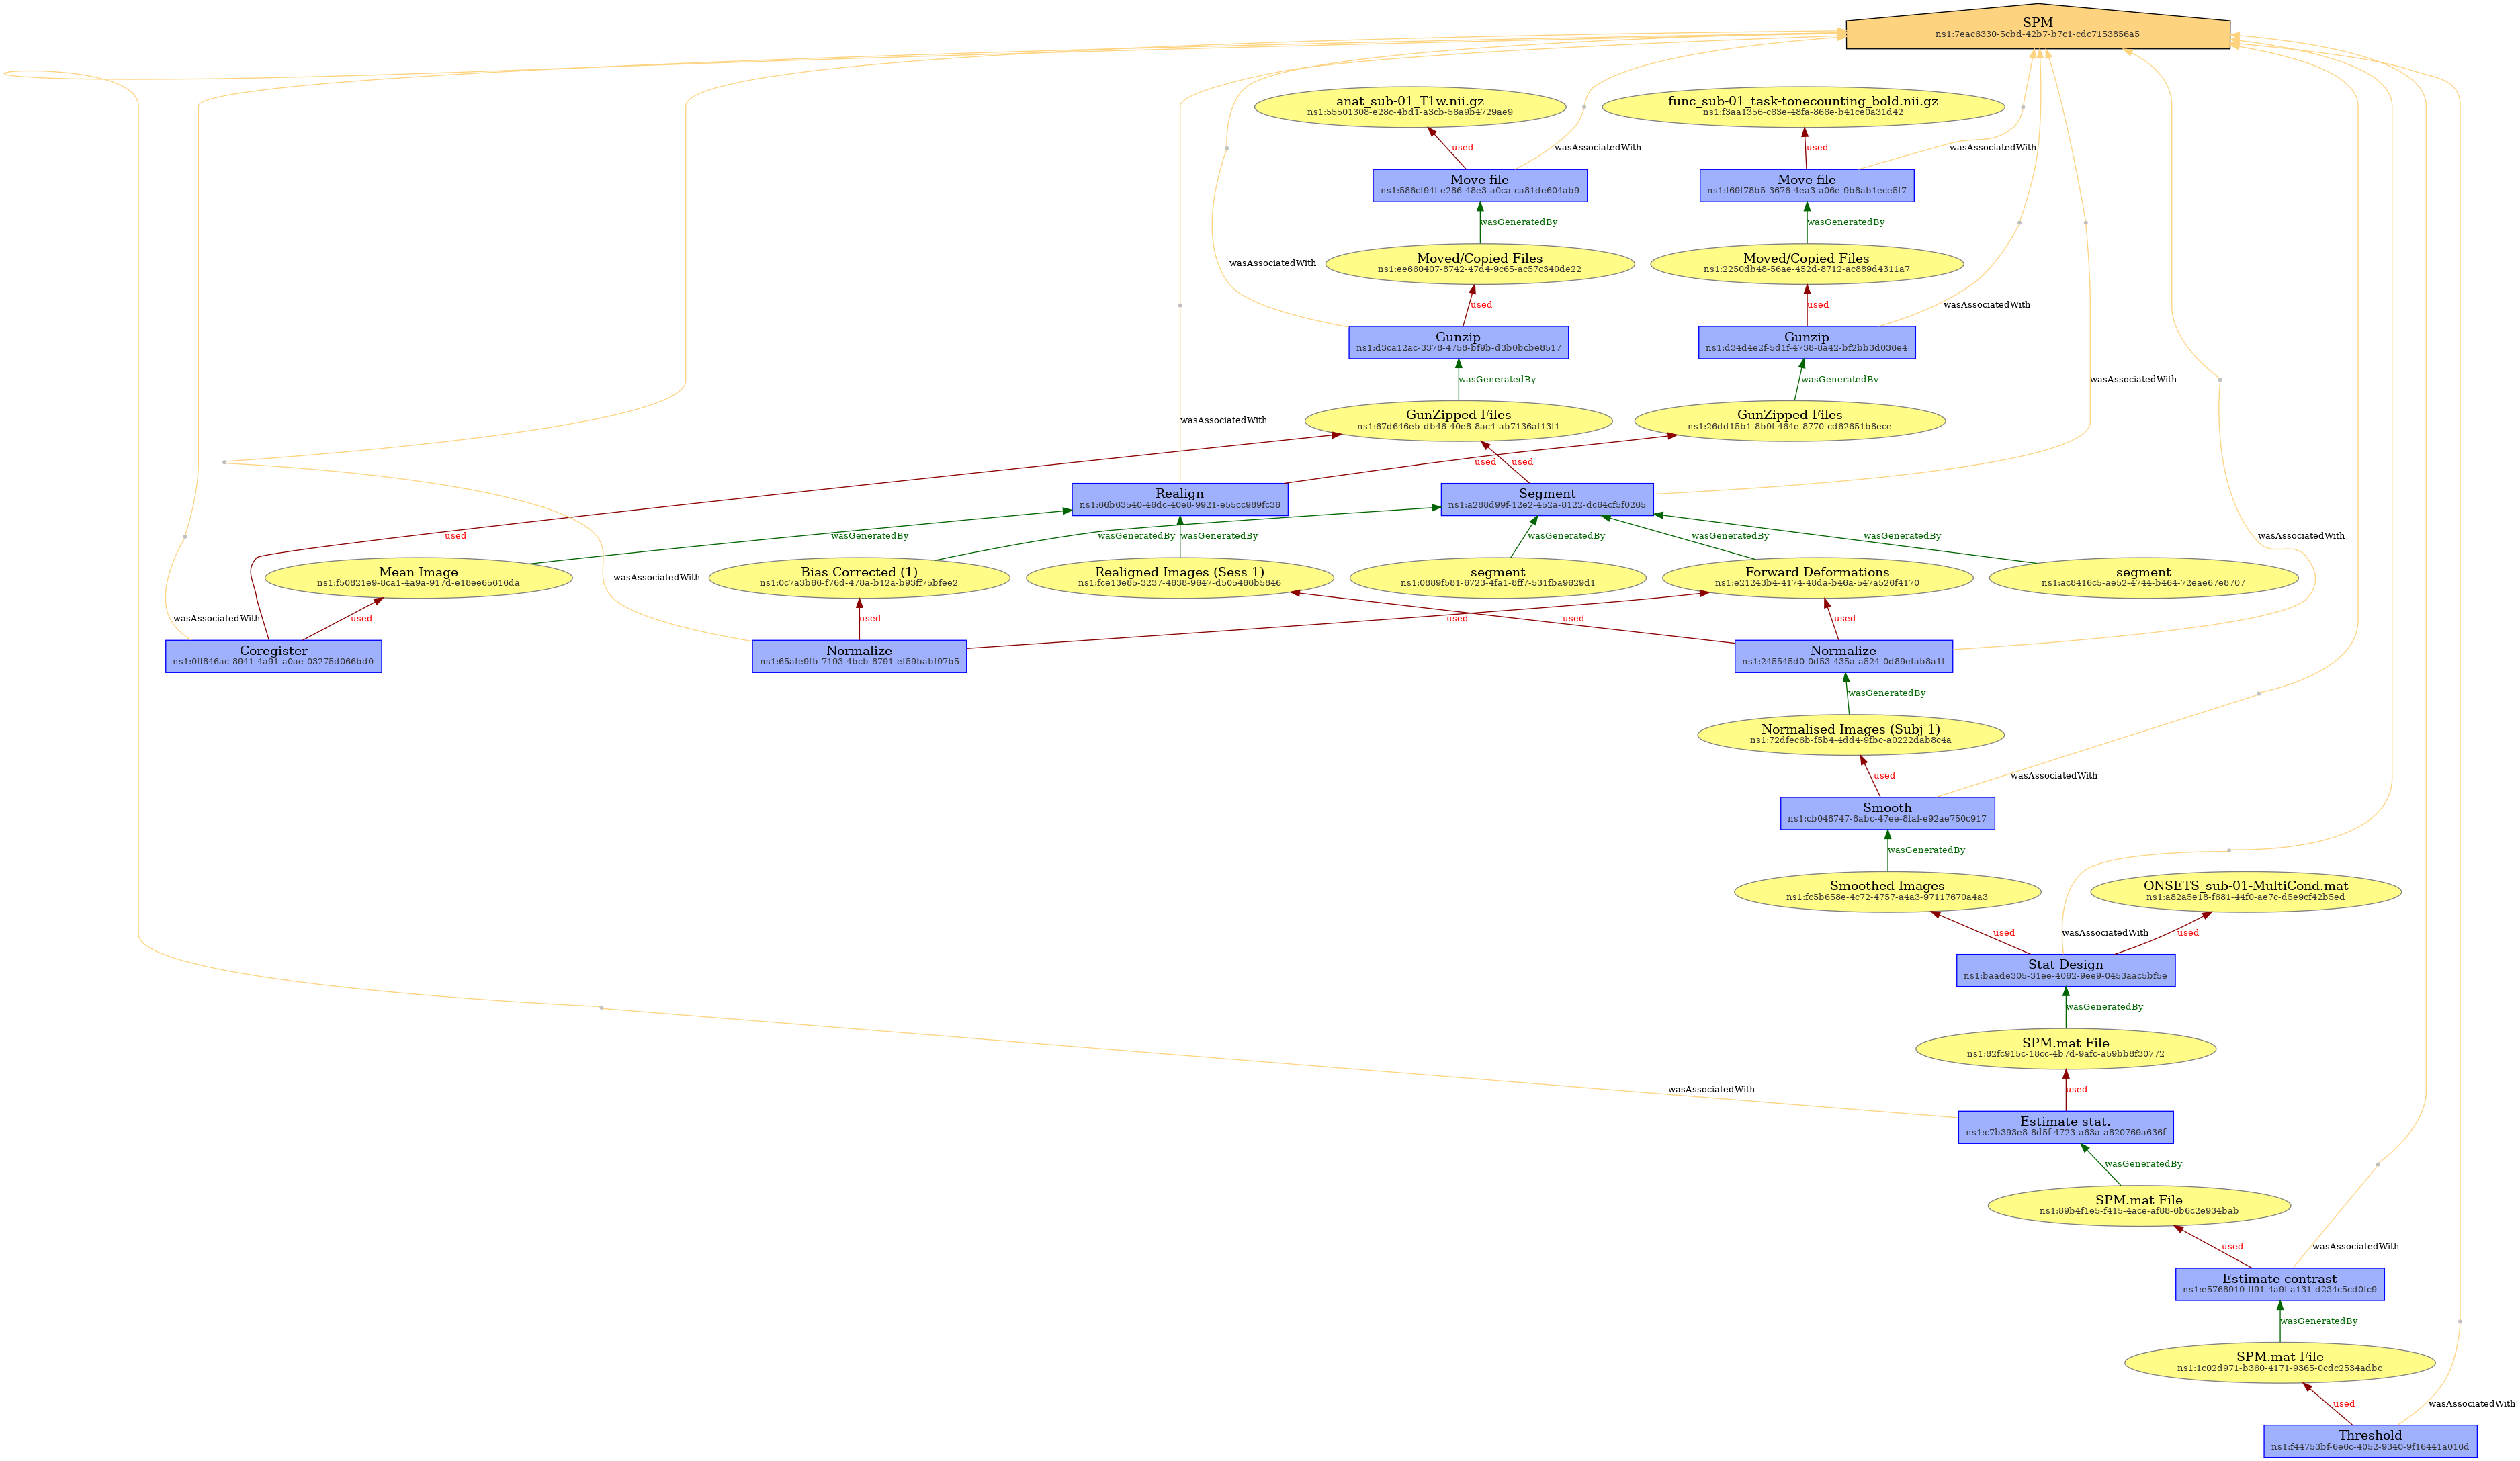 SPM
ns1:7eac6330-5cbd-42b7-b7c1-cdc7153856a5
anat_sub-01_T1w.nii.gz
ns1:55501308-e28c-4bd1-a3cb-56a9b4729ae9
func_sub-01_task-tonecounting_bold.nii.gz
ns1:f3aa1356-c63e-48fa-866e-b41ce0a31d42
used
wasAssociatedWith
used
wasAssociatedWith
Move file
ns1:586cf94f-e286-48e3-a0ca-ca81de604ab9
Move file
ns1:f69f78b5-3676-4ea3-a06e-9b8ab1ece5f7
wasGeneratedBy
wasGeneratedBy
wasAssociatedWith
Moved/Copied Files
ns1:ee660407-8742-47d4-9c65-ac57c340de22
Moved/Copied Files
ns1:2250db48-56ae-452d-8712-ac889d4311a7
used
used
wasAssociatedWith
Gunzip
ns1:d3ca12ac-3378-4758-bf9b-d3b0bcbe8517
Gunzip
ns1:d34d4e2f-5d1f-4738-8a42-bf2bb3d036e4
wasGeneratedBy
wasGeneratedBy
wasAssociatedWith
wasAssociatedWith
GunZipped Files
ns1:67d646eb-db46-40e8-8ac4-ab7136af13f1
GunZipped Files
ns1:26dd15b1-8b9f-464e-8770-cd62651b8ece
used
used
Realign
ns1:66b63540-46dc-40e8-9921-e55cc989fc36
Segment
ns1:a288d99f-12e2-452a-8122-dc64cf5f0265
used
wasGeneratedBy
wasGeneratedBy
wasGeneratedBy
wasGeneratedBy
wasGeneratedBy
wasGeneratedBy
wasAssociatedWith
Mean Image
ns1:f50821e9-8ca1-4a9a-917d-e18ee65616da
wasAssociatedWith
Bias Corrected (1)
ns1:0c7a3b66-f76d-478a-b12a-b93ff75bfee2
Realigned Images (Sess 1)
ns1:fce13e85-3237-4638-9647-d505466b5846
segment
ns1:0889f581-6723-4fa1-8ff7-531fba9629d1
Forward Deformations
ns1:e21243b4-4174-48da-b46a-547a526f4170
segment
ns1:ac8416c5-ae52-4744-b464-72eae67e8707
wasAssociatedWith
used
used
used
used
used
Coregister
ns1:0ff846ac-8941-4a91-a0ae-03275d066bd0
Normalize
ns1:65afe9fb-7193-4bcb-8791-ef59babf97b5
Normalize
ns1:245545d0-0d53-435a-a524-0d89efab8a1f
wasGeneratedBy
Normalised Images (Subj 1)
ns1:72dfec6b-f5b4-4dd4-9fbc-a0222dab8c4a
used
wasAssociatedWith
Smooth
ns1:cb048747-8abc-47ee-8faf-e92ae750c917
wasGeneratedBy
Smoothed Images
ns1:fc5b658e-4c72-4757-a4a3-97117670a4a3
ONSETS_sub-01-MultiCond.mat
ns1:a82a5e18-f681-44f0-ae7c-d5e9cf42b5ed
used
wasAssociatedWith
used
Stat Design
ns1:baade305-31ee-4062-9ee9-0453aac5bf5e
wasGeneratedBy
SPM.mat File
ns1:82fc915c-18cc-4b7d-9afc-a59bb8f30772
wasAssociatedWith
used
Estimate stat.
ns1:c7b393e8-8d5f-4723-a63a-a820769a636f
wasGeneratedBy
SPM.mat File
ns1:89b4f1e5-f415-4ace-af88-6b6c2e934bab
used
wasAssociatedWith
Estimate contrast
ns1:e5768919-ff91-4a9f-a131-d234c5cd0fc9
wasGeneratedBy
SPM.mat File
ns1:1c02d971-b360-4171-9365-0cdc2534adbc
used
wasAssociatedWith
Threshold
ns1:f44753bf-6e6c-4052-9340-9f16441a016d